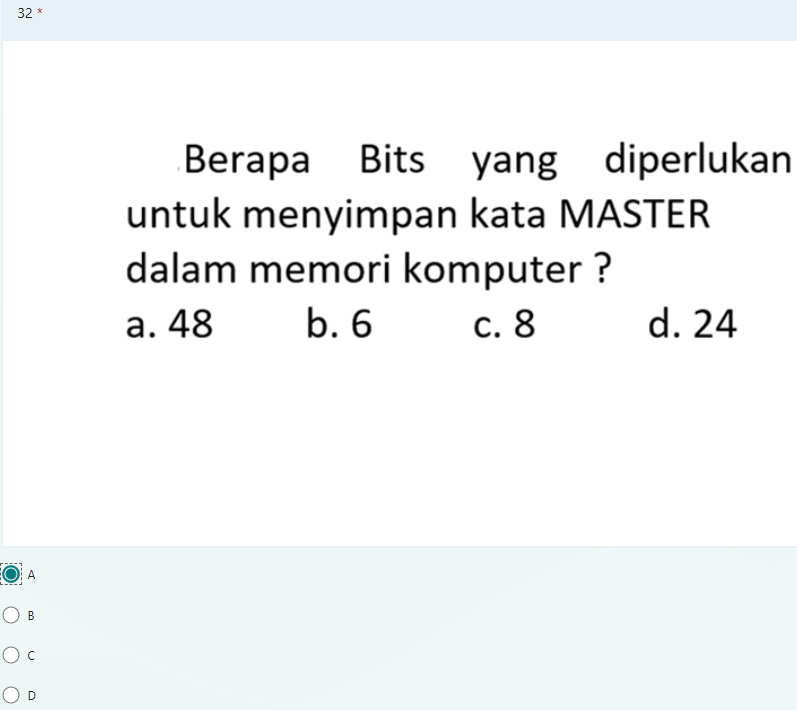 32 *
Berapa Bits yang diperlukan
untuk menyimpan kata MASTER
dalam memori komputer ?
a. 48 b. 6 c. 8 d. 24
A
B
C
D